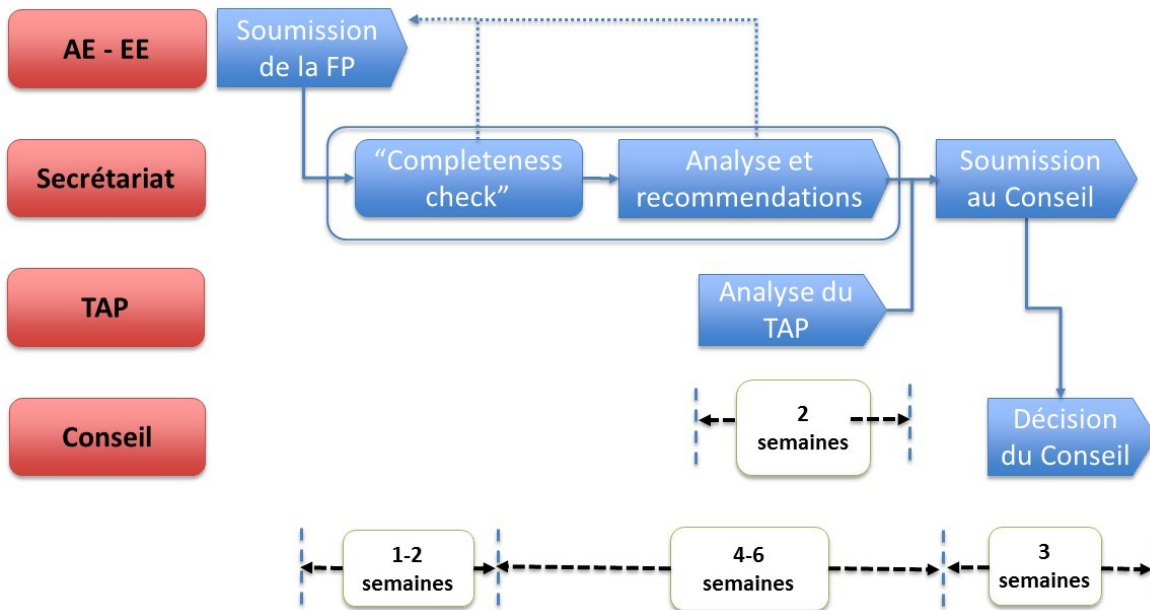 AE - EE
Soumission
de la FP
Secrétariat
“Completeness
check”
Analyse et
recommendations
Soumission
au Conseil
TAP
Analyse du
TAP
Conseil
2
semaines
Décision
du Conseil
1-2
semaines
4-6
semaines
3
semaines